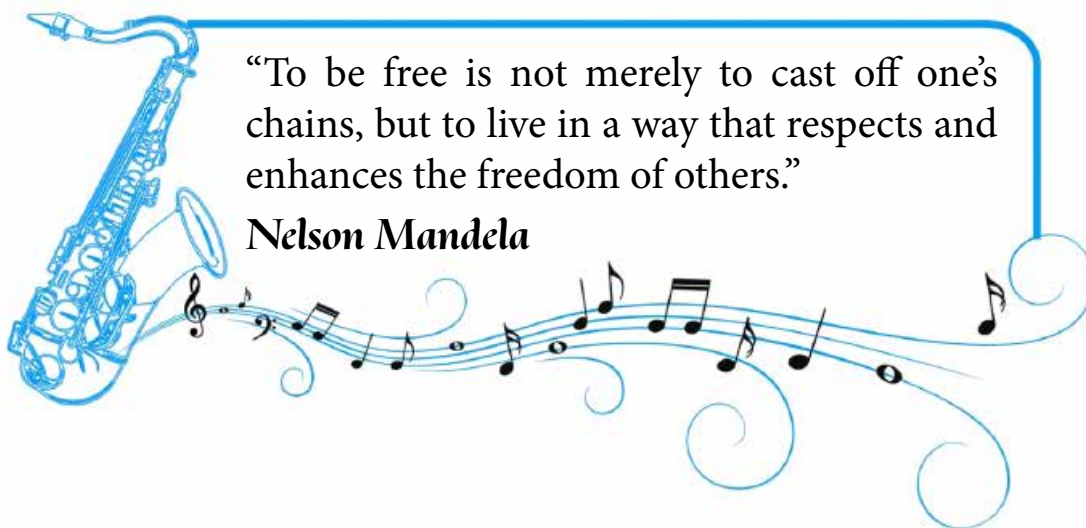 “To be free is not merely to cast off one’s
chains, but to live in a way that respects and
enhances the freedom of others.”
Nelson Mandela